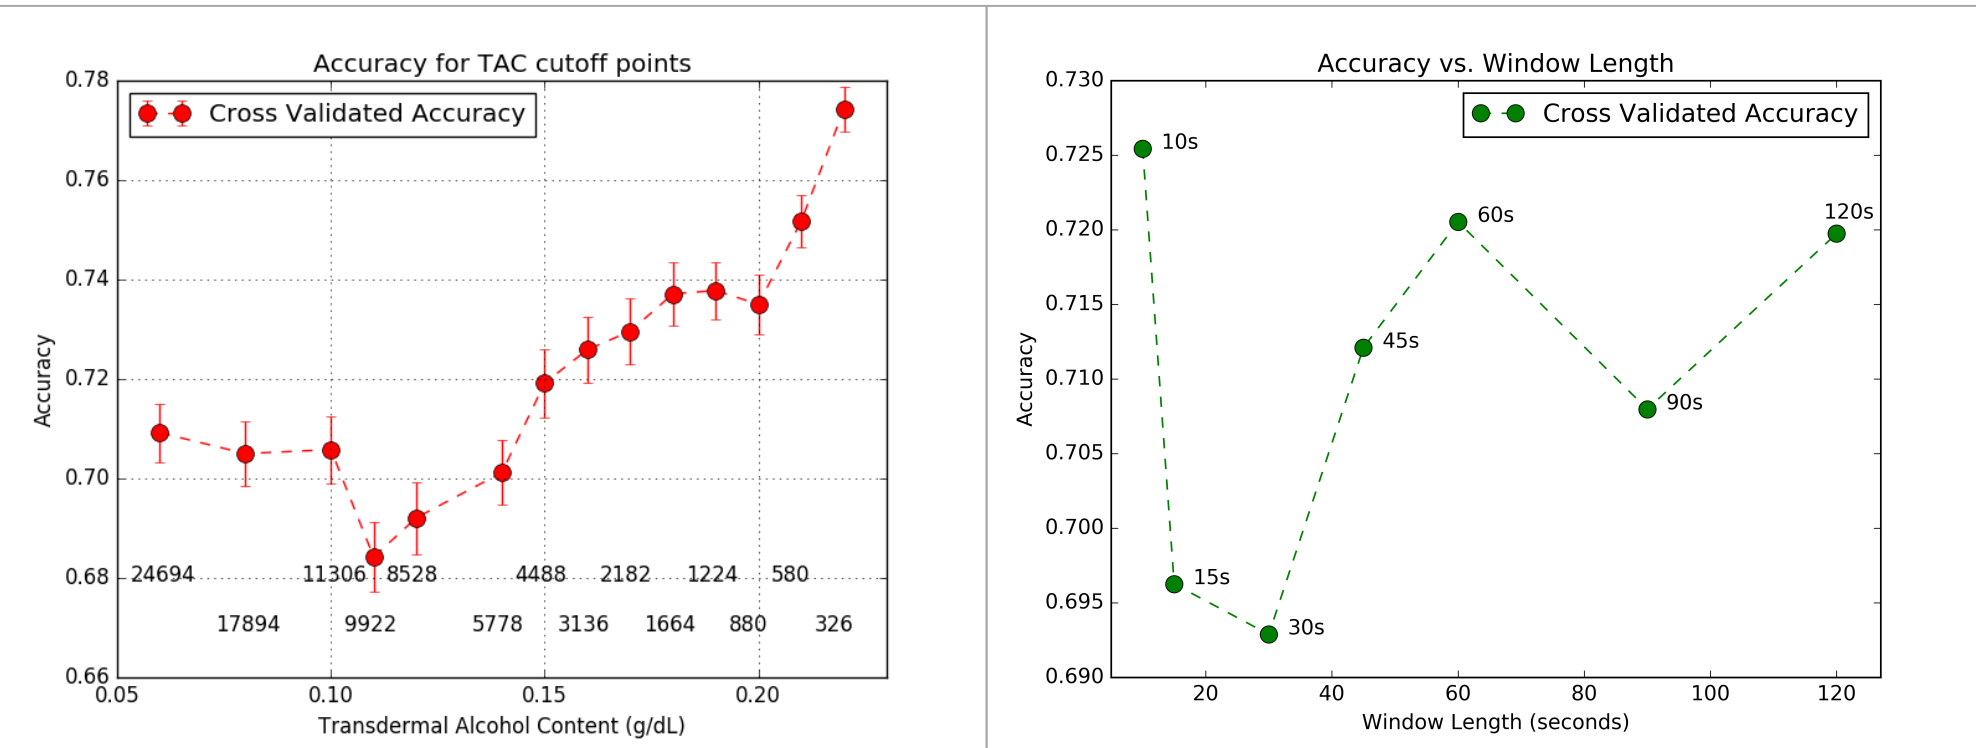 Accuracy for TAC cutoff points
Cross Validated Accuracy
0.78
0.76
0.74
0.72
0.70
0.68
0.66
Accuracy
24694 11306 8528 4488 2182 1224 580
17894 9922 5778 3136 1664 880 326
0.05 0.10 0.15 0.20
Transdermal Alcohol Content (g/dL)
Accuracy vs. Window Length
Cross Validated Accuracy
0.730
0.725
0.720
0.715
0.710
0.705
0.700
0.695
0.690
Accuracy
10s
15s
30s
45s
60s
90s
120s
20 40 60 80 100 120
Window Length (seconds)